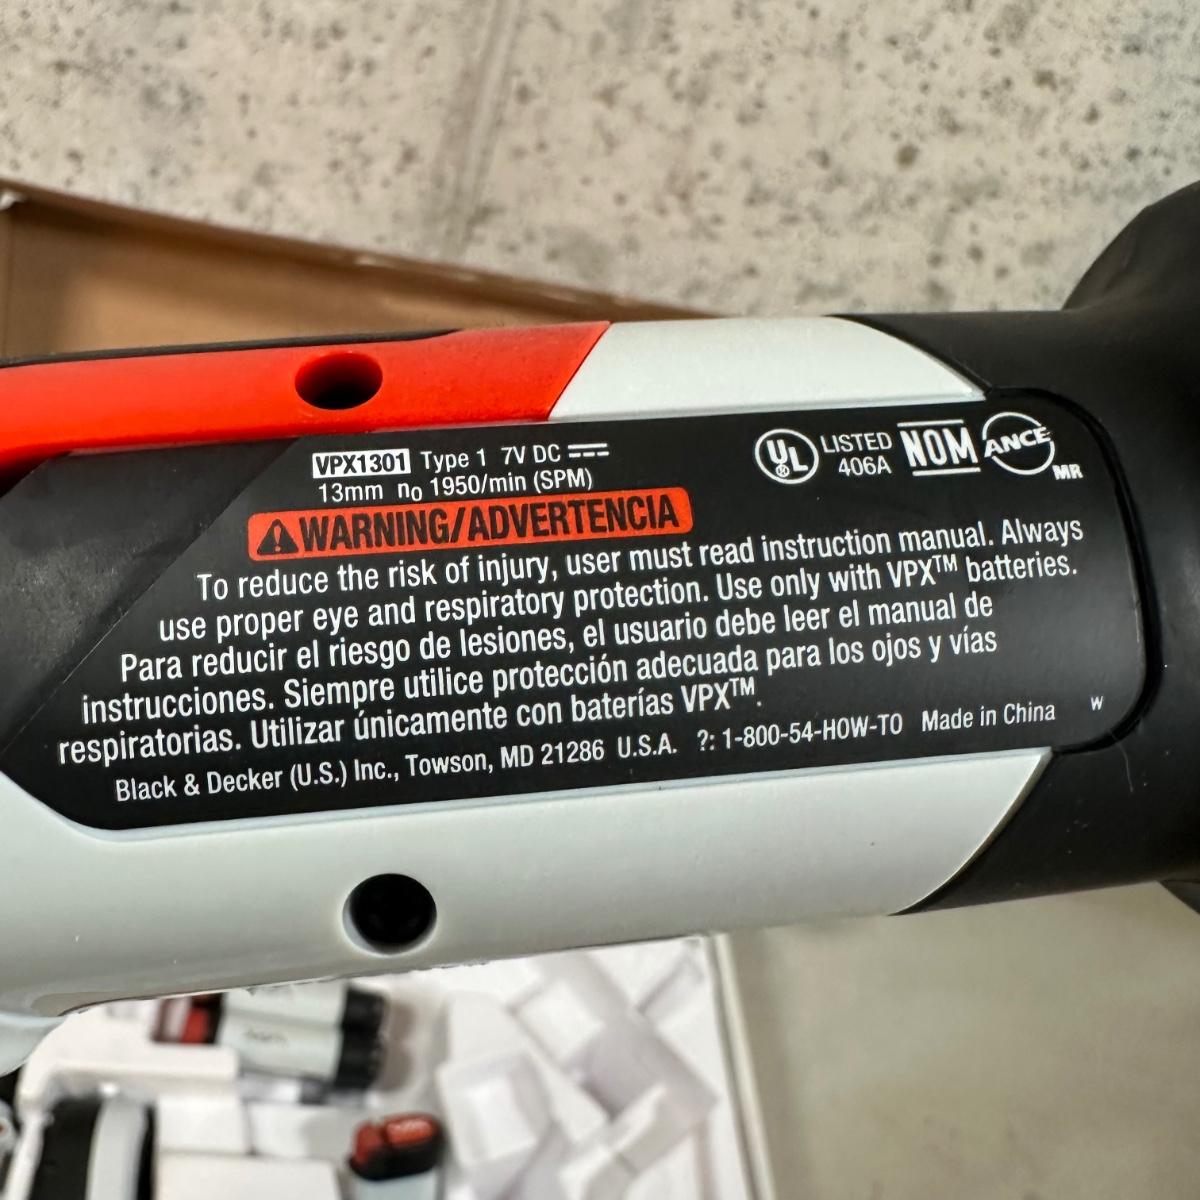 VPX1301 Type 1 7V DC
13mm n0 1950/min (SPM)
UL LISTED 406A NOM ANCE MR
WARNING/ADVERTENCIA
To reduce the risk of injury, user must read instruction manual. Always
use proper eye and respiratory protection. Use only with VPX™ batteries.
Para reducir el riesgo de lesiones, el usuario debe leer el manual de
instrucciones. Siempre utilice protección adecuada para los ojos y vías
respiratorias. Utilizar únicamente con baterías VPX™.
Black & Decker (U.S.) Inc., Towson, MD 21286 U.S.A. ?: 1-800-54-HOW-TO Made in China W